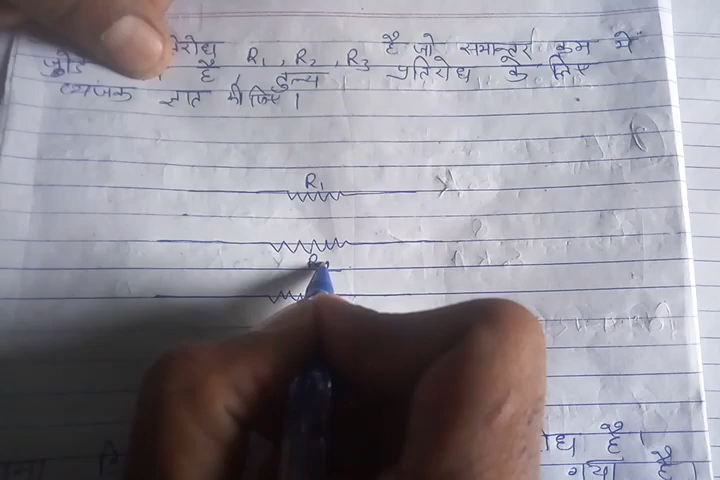 रोध R1, R2, R3 है जो समान्तर क्रम में
जुड़े है, तुल्य प्रतिरोध के लिए
व्यंजक ज्ञात कीजिए।
R1
R
ोध है।
गया है।